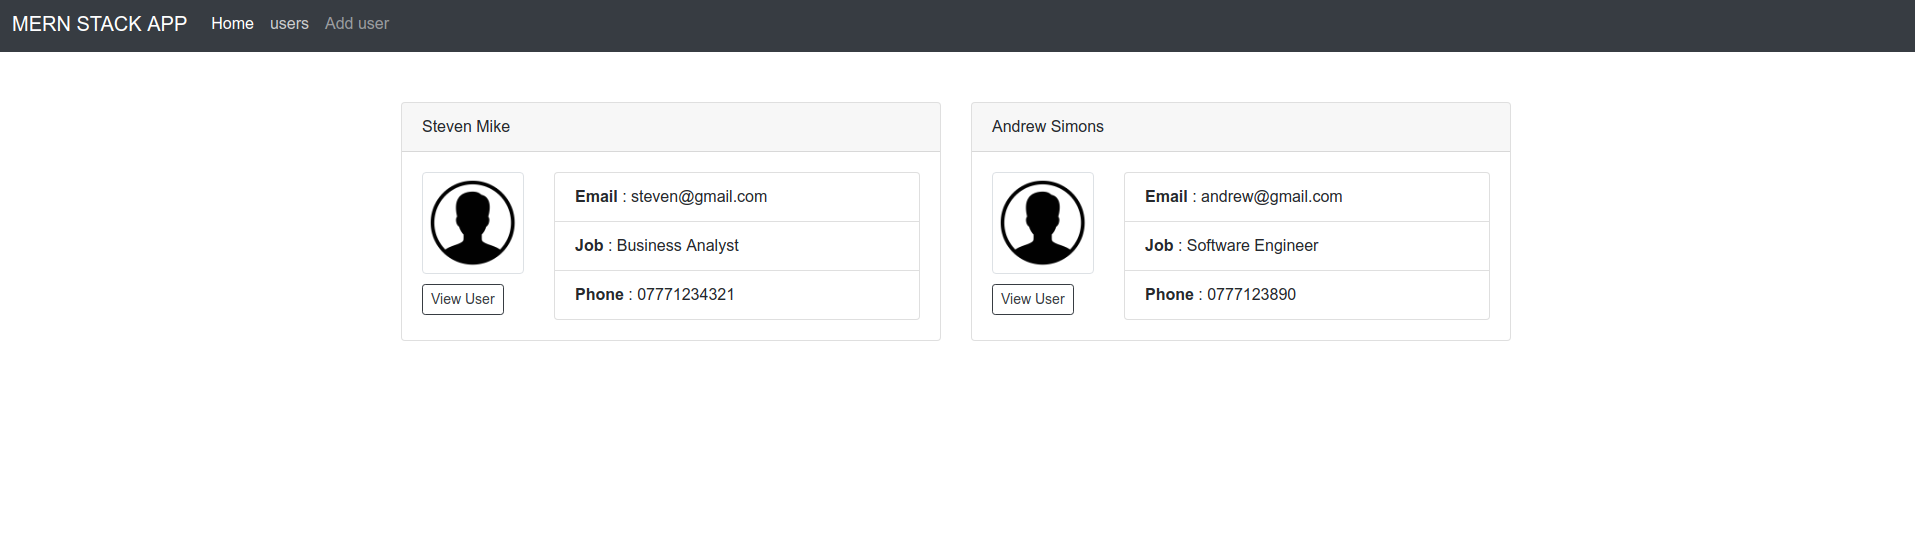 MERN STACK APP Home users Add user
Steven Mike
Email : steven@gmail.com
Job : Business Analyst
Phone : 07771234321
View User
Andrew Simons
Email : andrew@gmail.com
Job : Software Engineer
Phone : 0777123890
View User